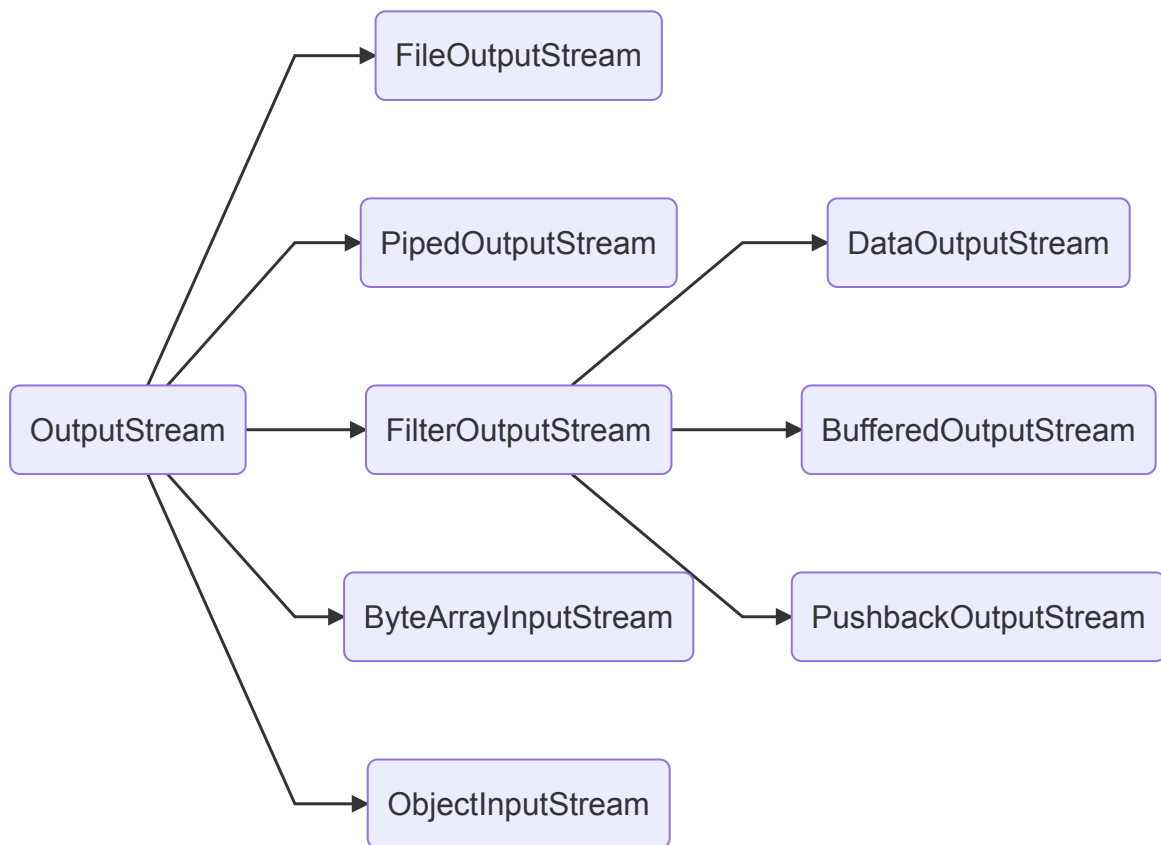 FileOutputStream
PipedOutputStream
DataOutputStream
OutputStream
FilterOutputStream
BufferedOutputStream
ByteArrayInputStream
PushbackOutputStream
ObjectInputStream